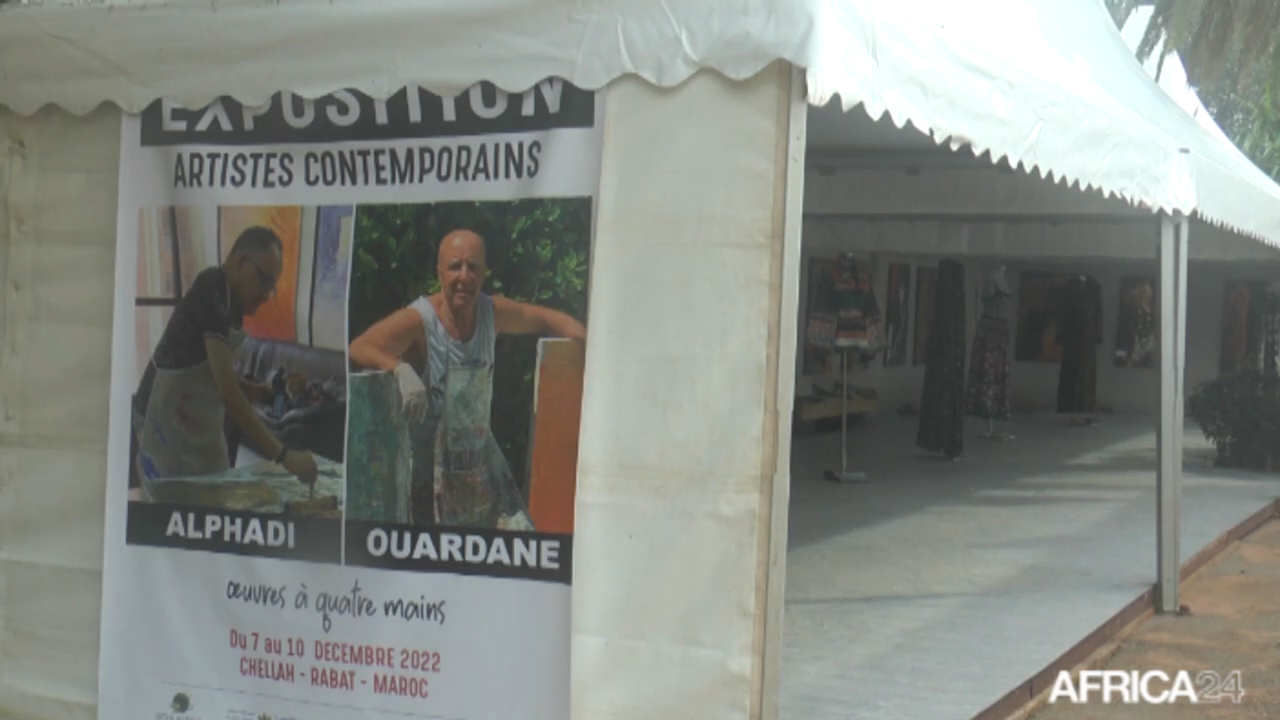 EXPOSITION
ARTISTES CONTEMPORAINS
ALPHADI
OUARDANE
œuvres à quatre mains
Du 7 au 10 DECEMBRE 2022
CHELLAH - RABAT - MAROC
AFRICA24